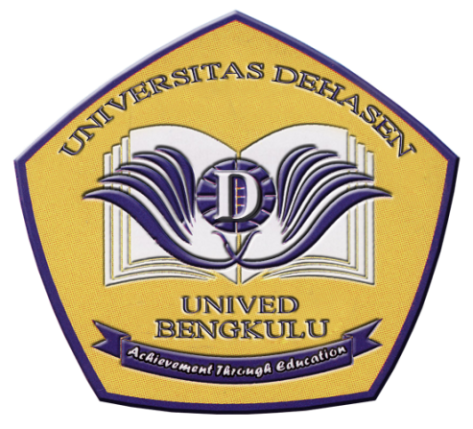 UNIVERSITAS DEHASEN
D
UNIVED
BENGKULU
Achievement Through Education